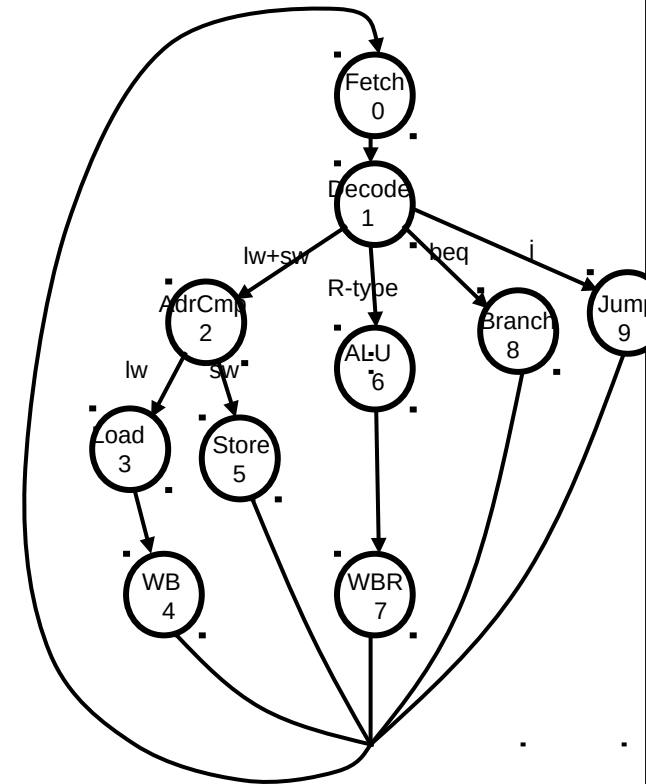 Fetch
0
Decode
1
lw+sw
beq
j
R-type
AdrCmp
2
Branch
8
Jump
9
ALU
6
lw
sw
Load
3
Store
5
WB
4
WBR
7